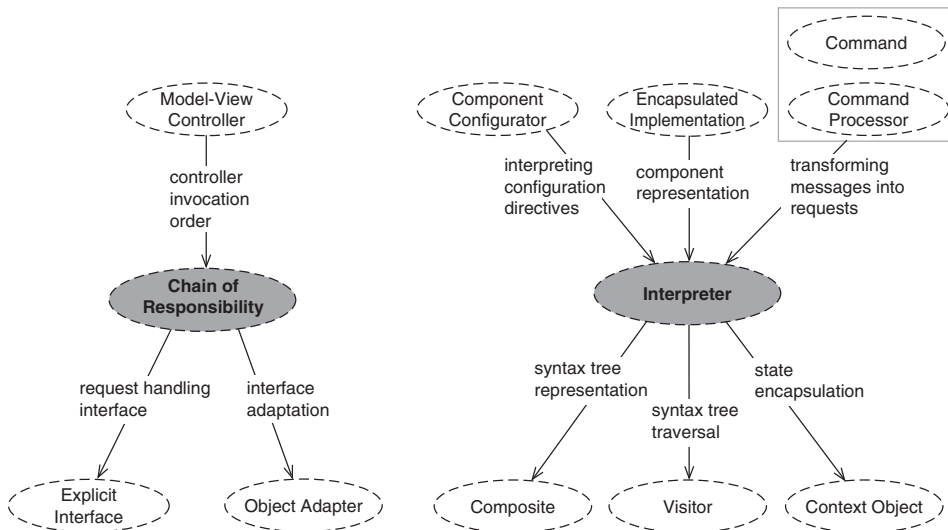 Command
Model-View
Controller
Component
Configurator
Encapsulated
Implementation
Command
Processor
controller
invocation
order
interpreting
configuration
directives
component
representation
transforming
messages into
requests
Chain of
Responsibility
Interpreter
request handling
interface
interface
adaptation
syntax tree
representation
syntax tree
traversal
state
encapsulation
Explicit
Interface
Object Adapter
Composite
Visitor
Context Object